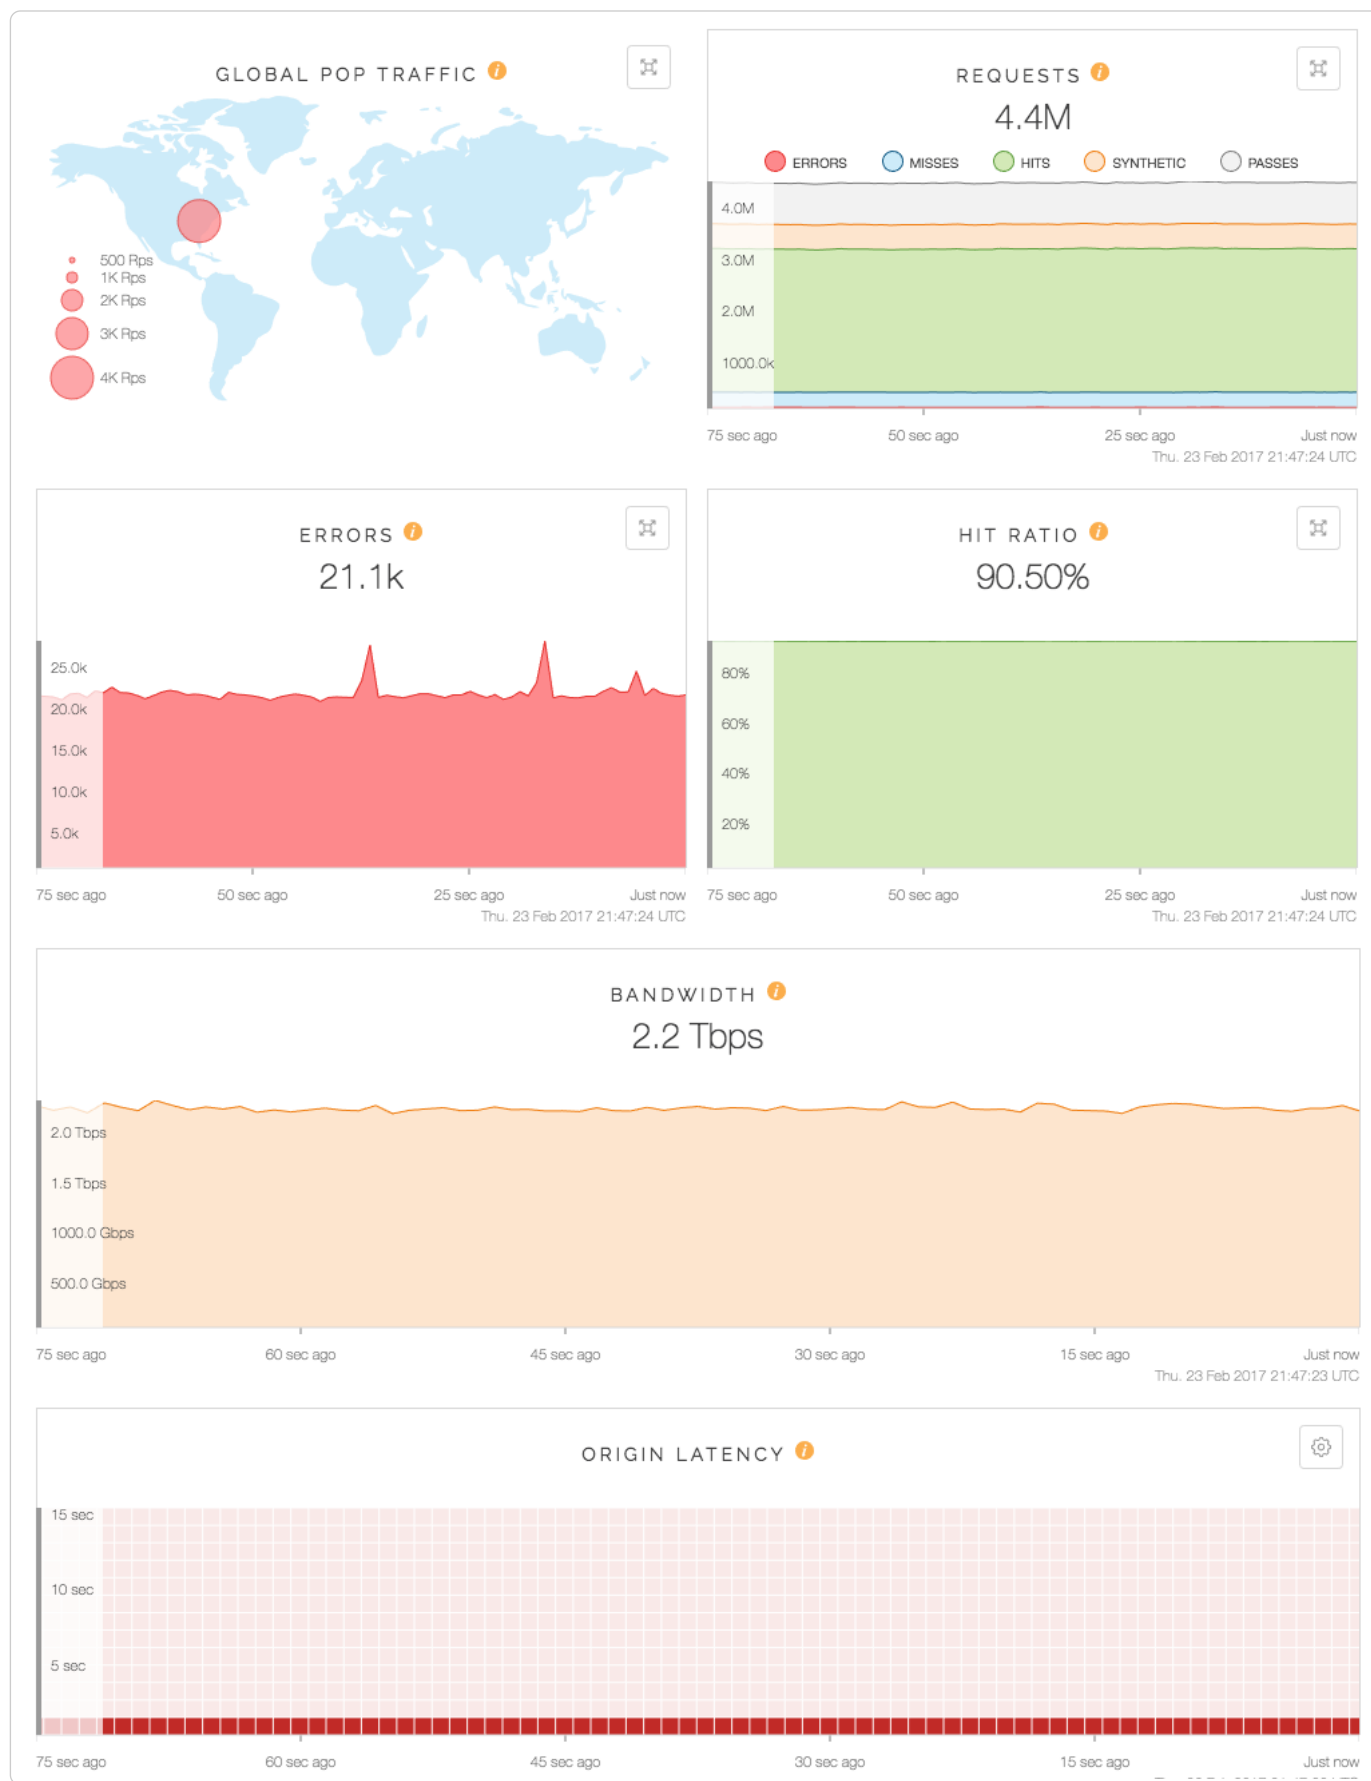 GLOBAL POP TRAFFIC i
500 Rps
1K Rps
2K Rps
3K Rps
4K Rps
REQUESTS i
4.4M
ERRORS MISSES HITS SYNTHETIC PASSES
4.0M
3.0M
2.0M
1000.0k
75 sec ago 50 sec ago 25 sec ago Just now
Thu. 23 Feb 2017 21:47:24 UTC
ERRORS i
21.1k
25.0k
20.0k
15.0k
10.0k
5.0k
75 sec ago 50 sec ago 25 sec ago Just now
Thu. 23 Feb 2017 21:47:24 UTC
HIT RATIO i
90.50%
80%
60%
40%
20%
75 sec ago 50 sec ago 25 sec ago Just now
Thu. 23 Feb 2017 21:47:24 UTC
BANDWIDTH i
2.2 Tbps
2.0 Tbps
1.5 Tbps
1000.0 Gbps
500.0 Gbps
75 sec ago 60 sec ago 45 sec ago 30 sec ago 15 sec ago Just now
Thu. 23 Feb 2017 21:47:23 UTC
ORIGIN LATENCY i
15 sec
10 sec
5 sec
75 sec ago 60 sec ago 45 sec ago 30 sec ago 15 sec ago Just now